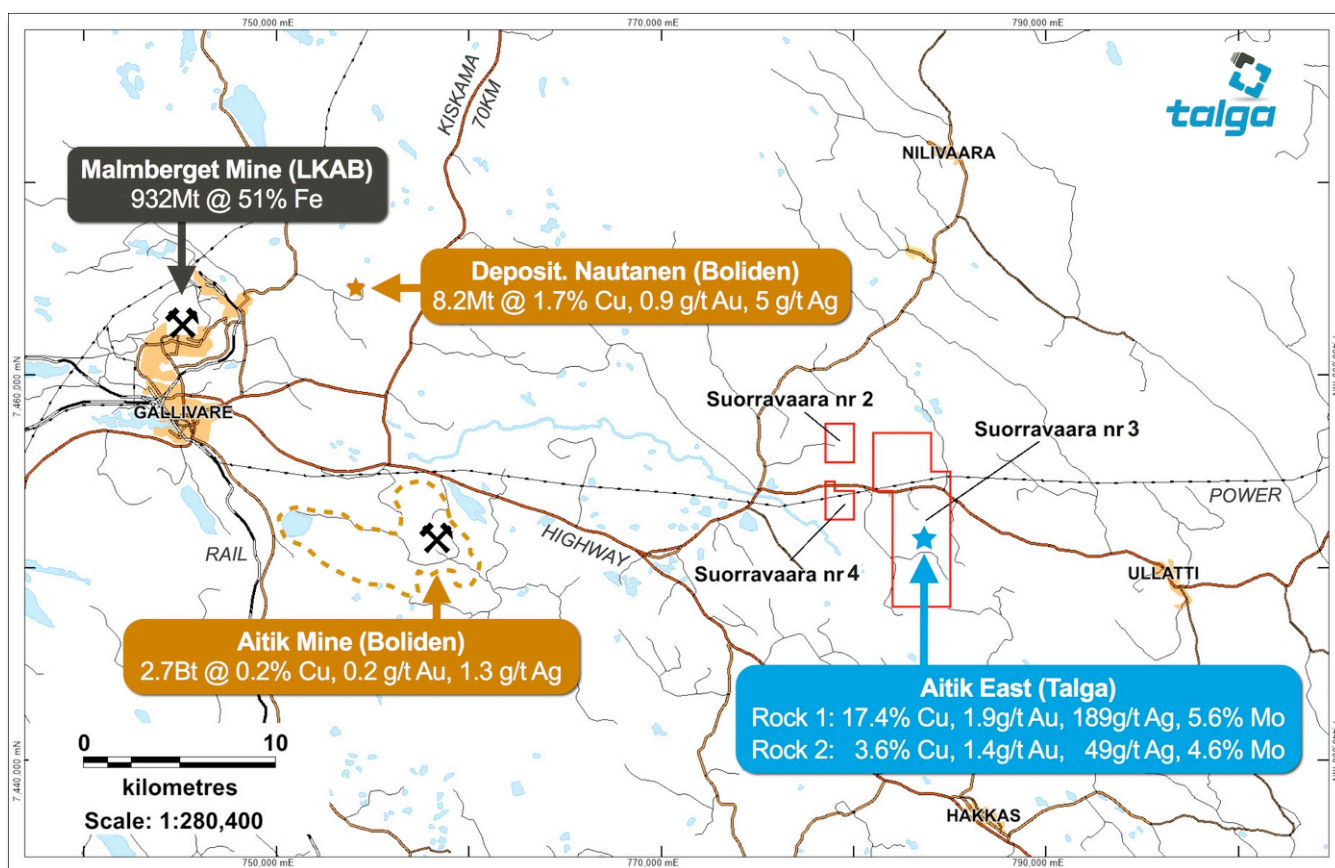 750,000 mE
770,000 mE
790,000 mE
talga
KISKAMA
70KM
NILIVAARA
Malmberget Mine (LKAB)
932Mt @ 51% Fe
Deposit. Nautanen (Boliden)
8.2Mt @ 1.7% Cu, 0.9 g/t Au, 5 g/t Ag
7,460,000 mN
GALLIVARE
Suorravaara nr 2
Suorravaara nr 3
POWER
RAIL
HIGHWAY
Suorravaara nr 4
ULLATTI
Aitik Mine (Boliden)
2.7Bt @ 0.2% Cu, 0.2 g/t Au, 1.3 g/t Ag
Aitik East (Talga)
Rock 1: 17.4% Cu, 1.9g/t Au, 189g/t Ag, 5.6% Mo
Rock 2: 3.6% Cu, 1.4g/t Au, 49g/t Ag, 4.6% Mo
0 10
kilometres
Scale: 1:280,400
7,440,000 mN
HAKKAS
750,000 mE
770,000 mE
790,000 mE